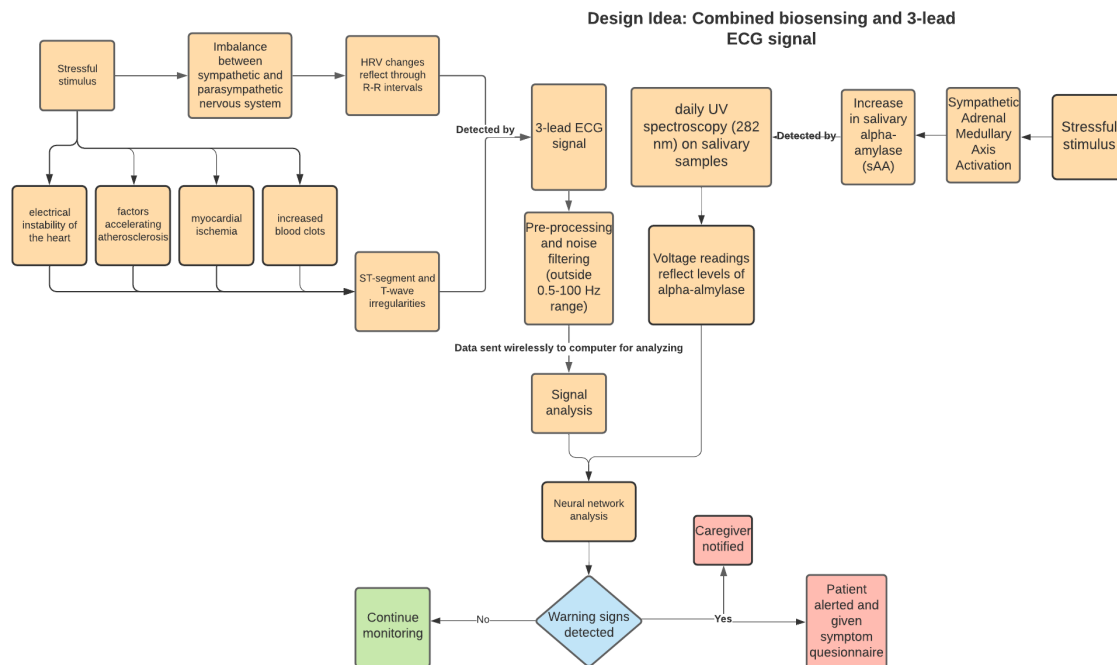 Design Idea: Combined biosensing and 3-lead
ECG signal
Stressful
stimulus
Imbalance
between
sympathetic and
parasympathetic
nervous system
HRV changes
reflect through
R-R intervals
electrical
instability of
the heart
factors
accelerating
atherosclerosis
myocardial
ischemia
increased
blood clots
ST-segment and
T-wave
irregularities
Detected by
3-lead ECG
signal
daily UV
spectroscopy (282
nm) on salivary
samples
Detected by
Increase in
salivary
alpha-
amylase
(sAA)
Sympathetic
Adrenal
Medullary
Axis
Activation
Stressful
stimulus
Pre-processing
and noise
filtering
(outside
0.5-100 Hz
range)
Voltage readings
reflect levels of
alpha-almylase
Data sent wirelessly to computer for analyzing
Signal
analysis
Neural network
analysis
Warning signs
detected
No
Continue
monitoring
Yes
Caregiver
notified
Patient
alerted and
given
symptom
quesionnaire